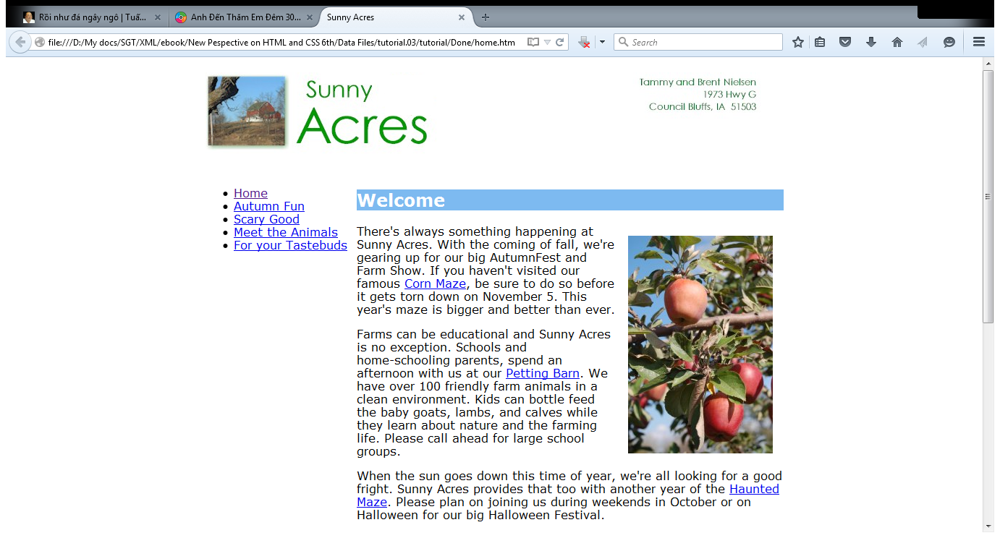 Rồi như đá ngây ngô | Tuấ...
Anh Đến Thăm Em Đêm 30...
Sunny Acres
file:///D:/My docs/SGT/XML/ebook/New Pespective on HTML and CSS 6th/Data Files/tutorial.03/tutorial/Done/home.htm
Search
Sunny
Acres
Tammy and Brent Nielsen
1973 Hwy G
Council Bluffs, IA 51503
Home
Autumn Fun
Scary Good
Meet the Animals
For your Tastebuds
Welcome
There's always something happening at
Sunny Acres. With the coming of fall, we're
gearing up for our big AutumnFest and
Farm Show. If you haven't visited our
famous Corn Maze, be sure to do so before
it gets torn down on November 5. This
year's maze is bigger and better than ever.
Farms can be educational and Sunny Acres
is no exception. Schools and
home-schooling parents, spend an
afternoon with us at our Petting Barn. We
have over 100 friendly farm animals in a
clean environment. Kids can bottle feed
the baby goats, lambs, and calves while
they learn about nature and the farming
life. Please call ahead for large school
groups.
When the sun goes down this time of year, we're all looking for a good
fright. Sunny Acres provides that too with another year of the Haunted
Maze. Please plan on joining us during weekends in October or on
Halloween for our big Halloween Festival.